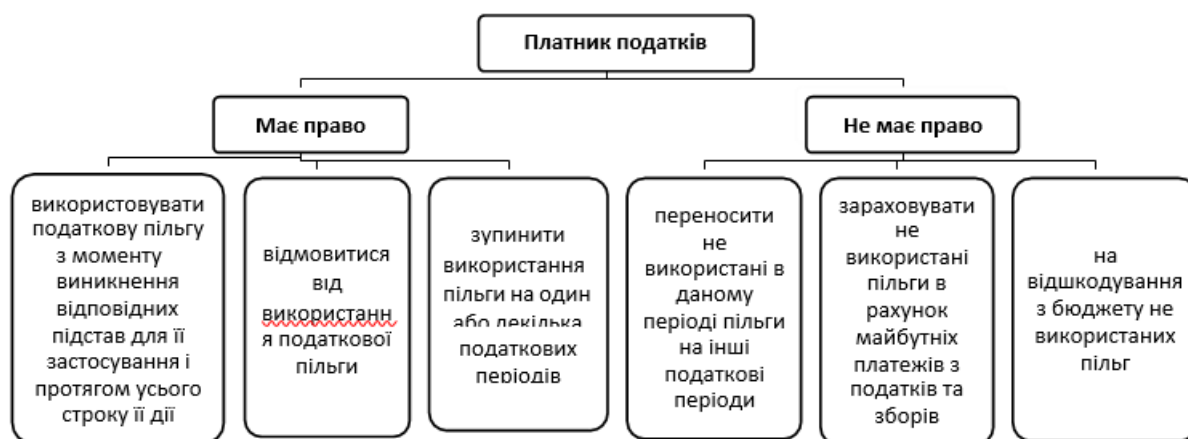 Платник податків
Має право
Не має право
використовувати
податкову пільгу
з моменту
виникнення
відповідних
підстав для її
застосування і
протягом усього
строку її дії
відмовитися
від
використанн
я податкової
пільги
зупинити
використання
пільги на один
або декілька
податкових
періодів
переносити
не
використані в
даному
періоді пільги
на інші
податкові
періоди
зараховувати
не
використані
пільги в
рахунок
майбутніх
платежів з
податків та
зборів
на
відшкодування
з бюджету не
використаних
пільг